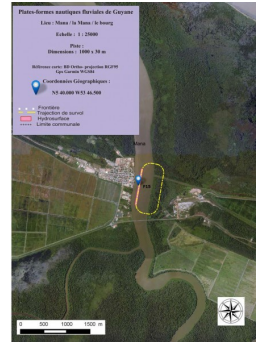 Plates-formes nautiques fluviales de Guyane
Lieu : Mana / la Mana / le bourg
Echelle : 1 : 25000
Piste :
Dimensions : 1000 x 30 m
Référence carte: BD Ortho- projection RGF95
Gps Garmin WGS84
Coordonnées Géographiques :
N5 40.000 W53 46.500
Frontière
Trajectoire de survol
Hydrosurface
Limite communale
Mana
0 500 1000 1500 m